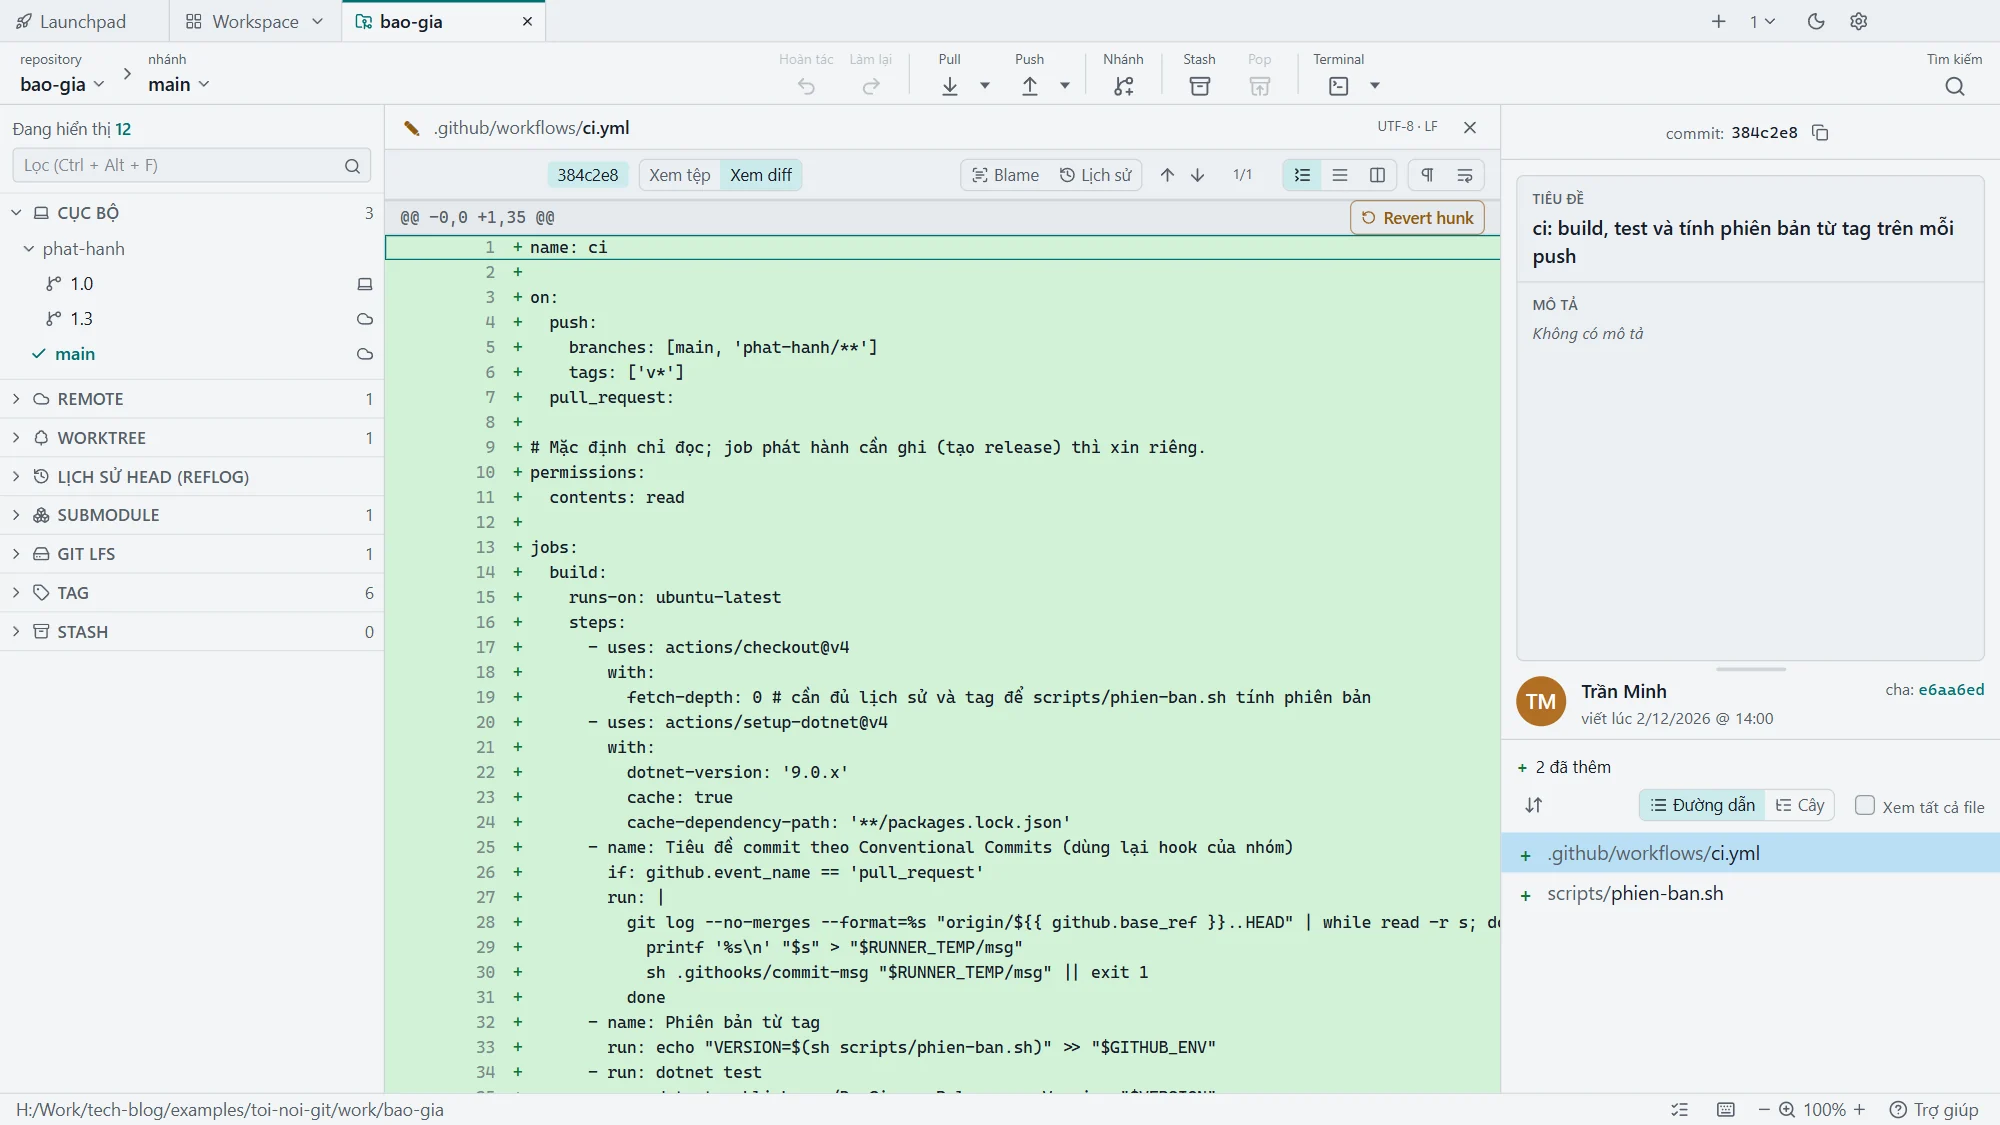 Launchpad
Workspace
bao-gia
1
repository
bao-gia
nhánh
main
Hoàn tác
Làm lại
Pull
Push
Nhánh
Stash
Pop
Terminal
Tìm kiếm
Đang hiển thị 12
Lọc (Ctrl + Alt + F)
CỤC BỘ 3
phat-hanh
1.0
1.3
main
REMOTE 1
WORKTREE 1
LỊCH SỬ HEAD (REFLOG)
SUBMODULE 1
GIT LFS 1
TAG 6
STASH 0
.github/workflows/ci.yml
UTF-8 · LF
384c2e8
Xem tệp
Xem diff
Blame
Lịch sử
1/1
@@ -0,0 +1,35 @@
Revert hunk
1 + name: ci
2 +
3 + on:
4 + push:
5 + branches: [main, 'phat-hanh/**']
6 + tags: ['v*']
7 + pull_request:
8 +
9 + # Mặc định chỉ đọc; job phát hành cần ghi (tạo release) thì xin riêng.
10 + permissions:
11 + contents: read
12 +
13 + jobs:
14 + build:
15 + runs-on: ubuntu-latest
16 + steps:
17 + - uses: actions/checkout@v4
18 + with:
19 + fetch-depth: 0 # cần đủ lịch sử và tag để scripts/phien-ban.sh tính phiên bản
20 + - uses: actions/setup-dotnet@v4
21 + with:
22 + dotnet-version: '9.0.x'
23 + cache: true
24 + cache-dependency-path: '**/packages.lock.json'
25 + - name: Tiêu đề commit theo Conventional Commits (dùng lại hook của nhóm)
26 + if: github.event_name == 'pull_request'
27 + run: |
28 + git log --no-merges --format=%s "origin/${{ github.base_ref }}..HEAD" | while read -r s;
29 + printf '%s\n' "$s" > "$RUNNER_TEMP/msg"
30 + sh .githooks/commit-msg "$RUNNER_TEMP/msg" || exit 1
31 + done
32 + - name: Phiên bản từ tag
33 + run: echo "VERSION=$(sh scripts/phien-ban.sh)" >> "$GITHUB_ENV"
34 + - run: dotnet test
commit: 384c2e8
TIÊU ĐỀ
ci: build, test và tính phiên bản từ tag trên mỗi
push
MÔ TẢ
Không có mô tả
TM
Trần Minh
viết lúc 2/12/2026 @ 14:00
cha: e6aa6ed
+ 2 đã thêm
Đường dẫn
Cây
Xem tất cả file
+ .github/workflows/ci.yml
+ scripts/phien-ban.sh
H:/Work/tech-blog/examples/toi-noi-git/work/bao-gia
100%
Trợ giúp